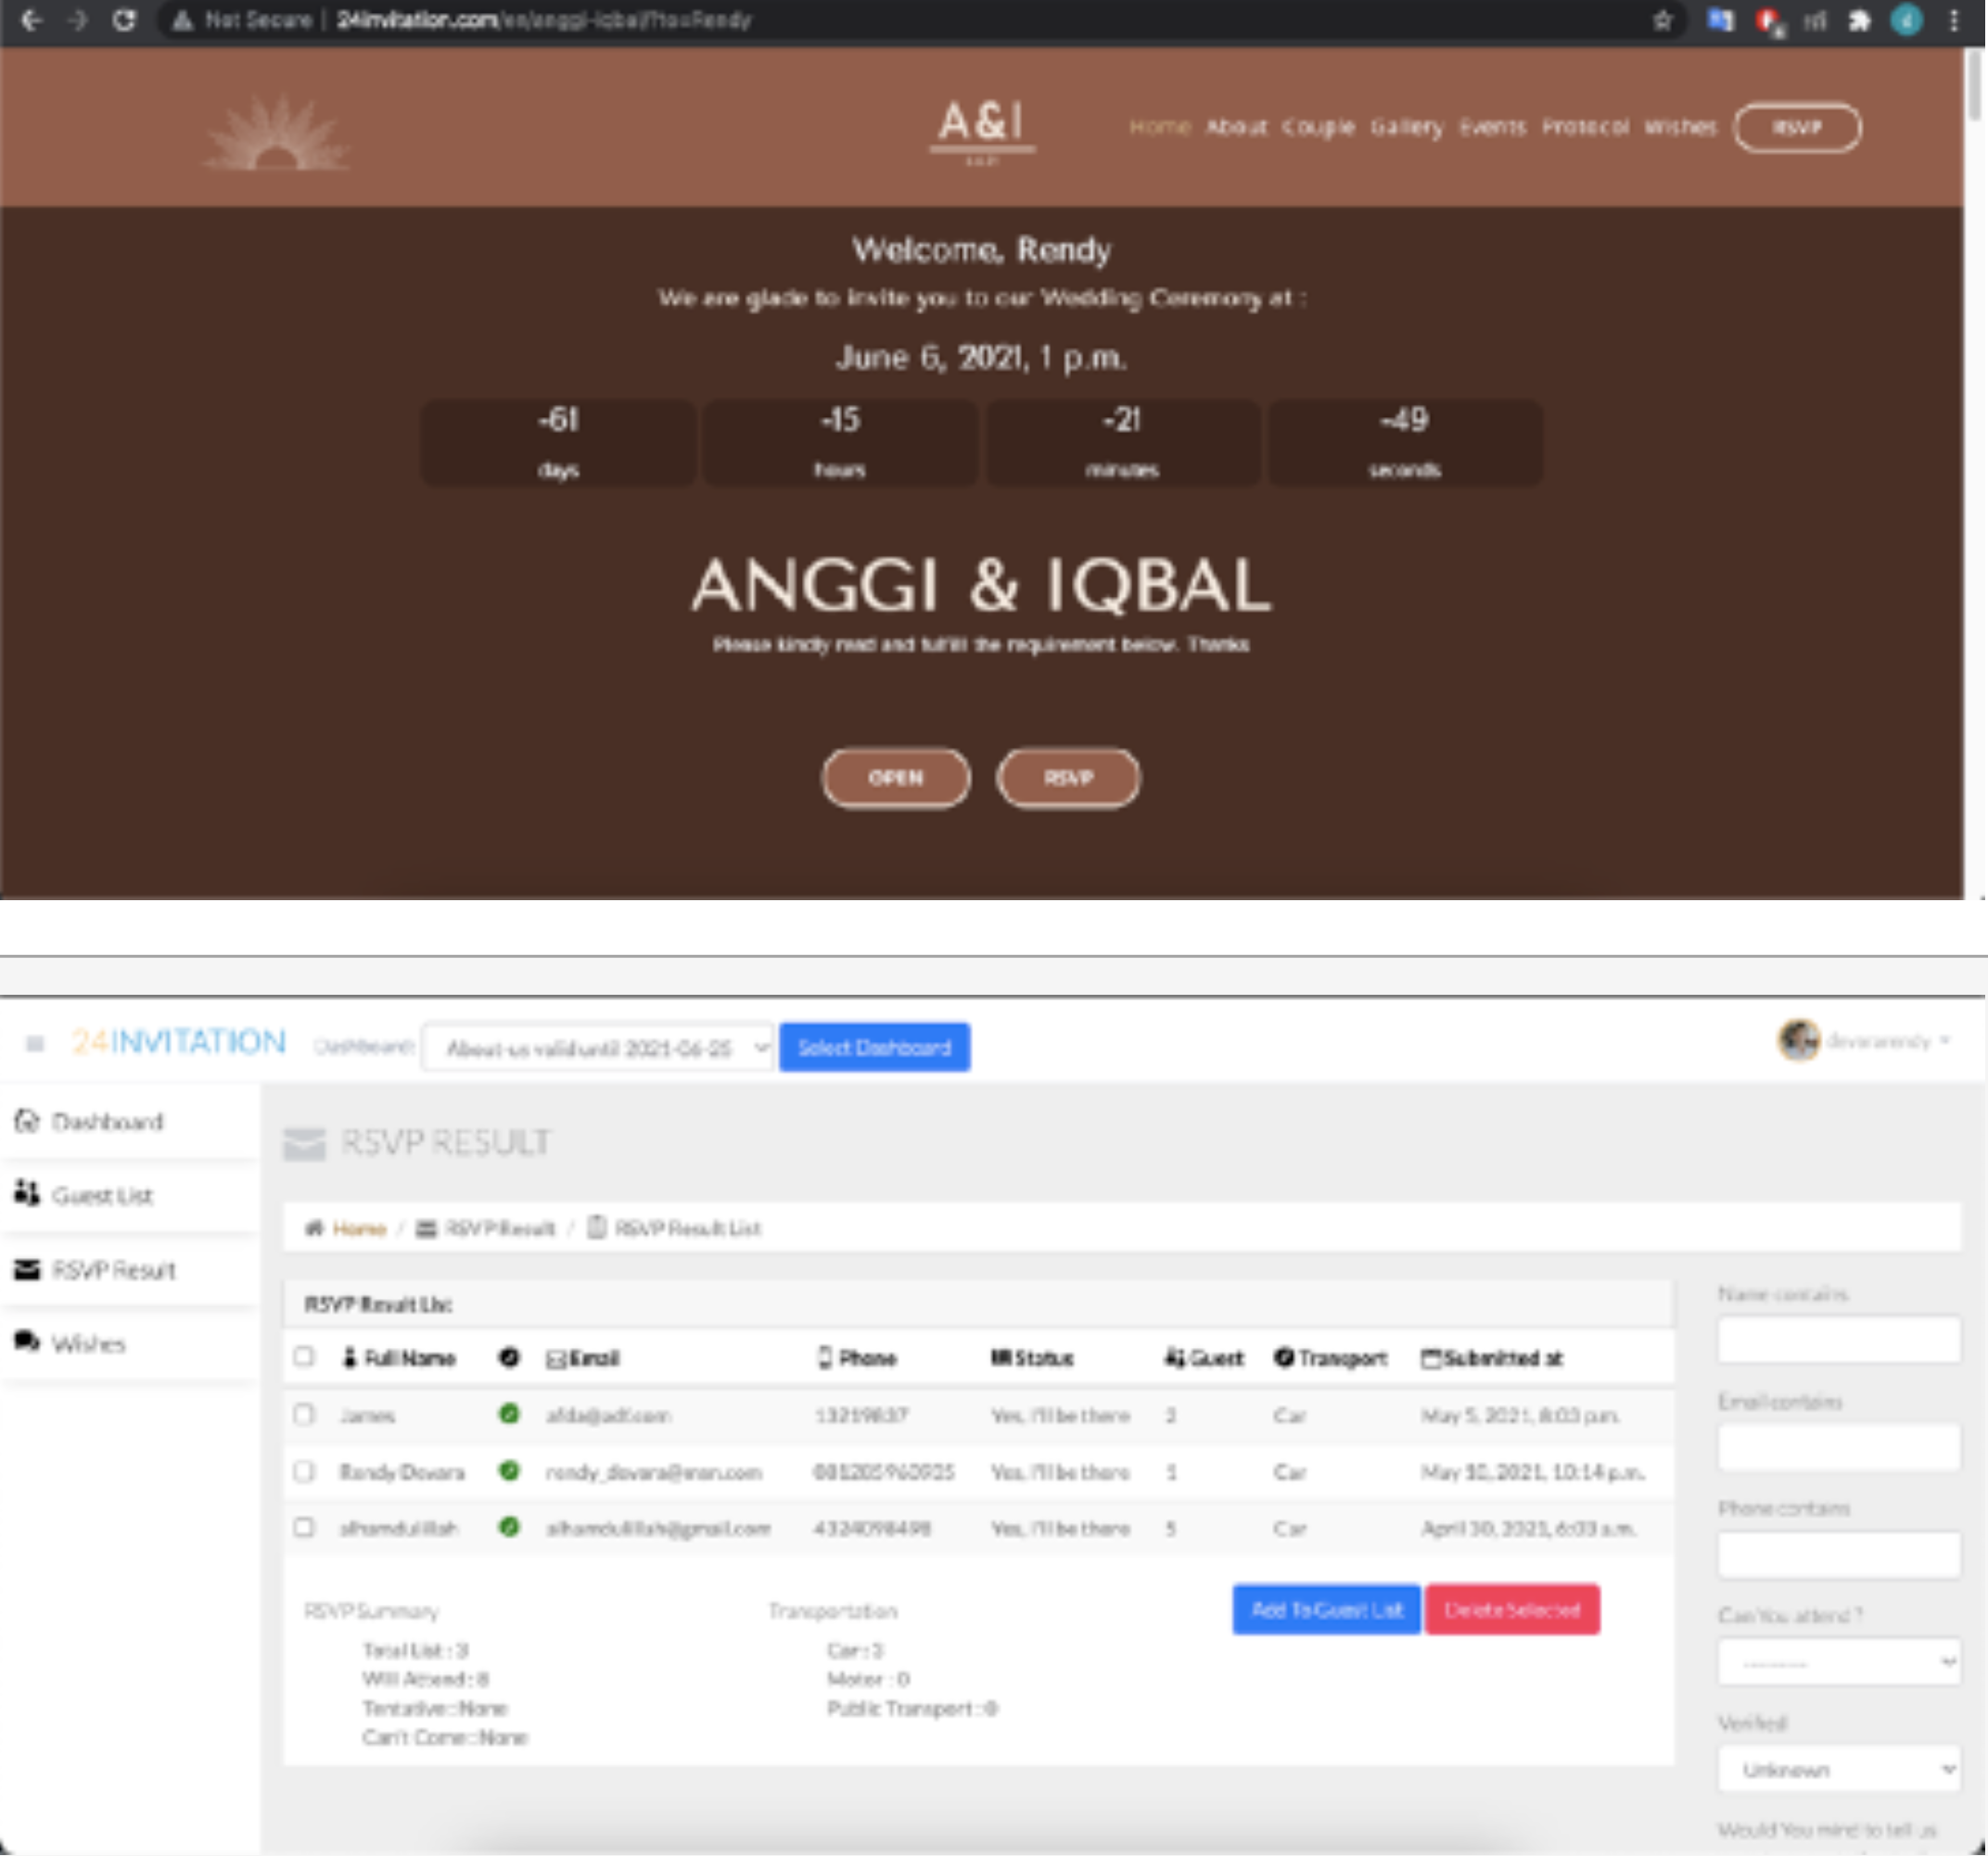 Not Secure | 24invitation.com/en/anggi-iqbal/?to=Rendy
A&I
Home About Couple Gallery Events Protocol Wishes RSVP
Welcome, Rendy
We are glade to invite you to our Wedding Ceremony at :
June 6, 2021, 1 p.m.
-61 -15 -21 -49
days hours minutes seconds
ANGGI & IQBAL
Please kindly read and fulfill the requirement below. Thanks
OPEN RSVP
24INVITATION Dashboard: About-us valid until 2021-06-25 Select Dashboard devararendy
Dashboard
Guest List
RSVP Result
Wishes
RSVP RESULT
Home / RSVP Result / RSVP Result List
RSVP Result List
Full Name Email Phone Status Guest Transport Submitted at
James Yes, I'll be there 2 Car May 5, 2021, 8:03 p.m.
Rendy Devara rendy_devara@msn.com Yes, I'll be there 1 Car May 10, 2021, 10:14 p.m.
alhamdulillah alhamdulillah@gmail.com 4324098498 Yes, I'll be there 5 Car April 30, 2021, 6:03 a.m.
RSVP Summary
Total List : 3
Will Attend : 8
Tentative : None
Can't Come : None
Transportation
Car : 3
Motor : 0
Public Transport : 0
Add To Guest List Delete Selected
Name contains
Email contains
Phone contains
Can You attend ?
---------
Verified
Unknown
Would You mind to tell us